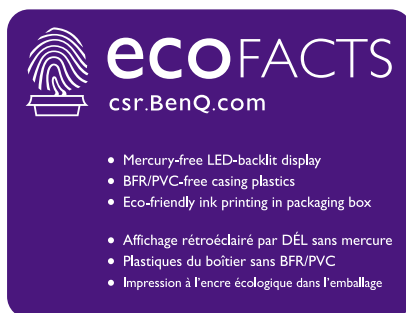 ecoFACTS
csr.BenQ.com
• Mercury-free LED-backlit display
• BFR/PVC-free casing plastics
• Eco-friendly ink printing in packaging box
• Affichage rétroéclairé par DÉL sans mercure
• Plastiques du boîtier sans BFR/PVC
• Impression à l'encre écologique dans l'emballage